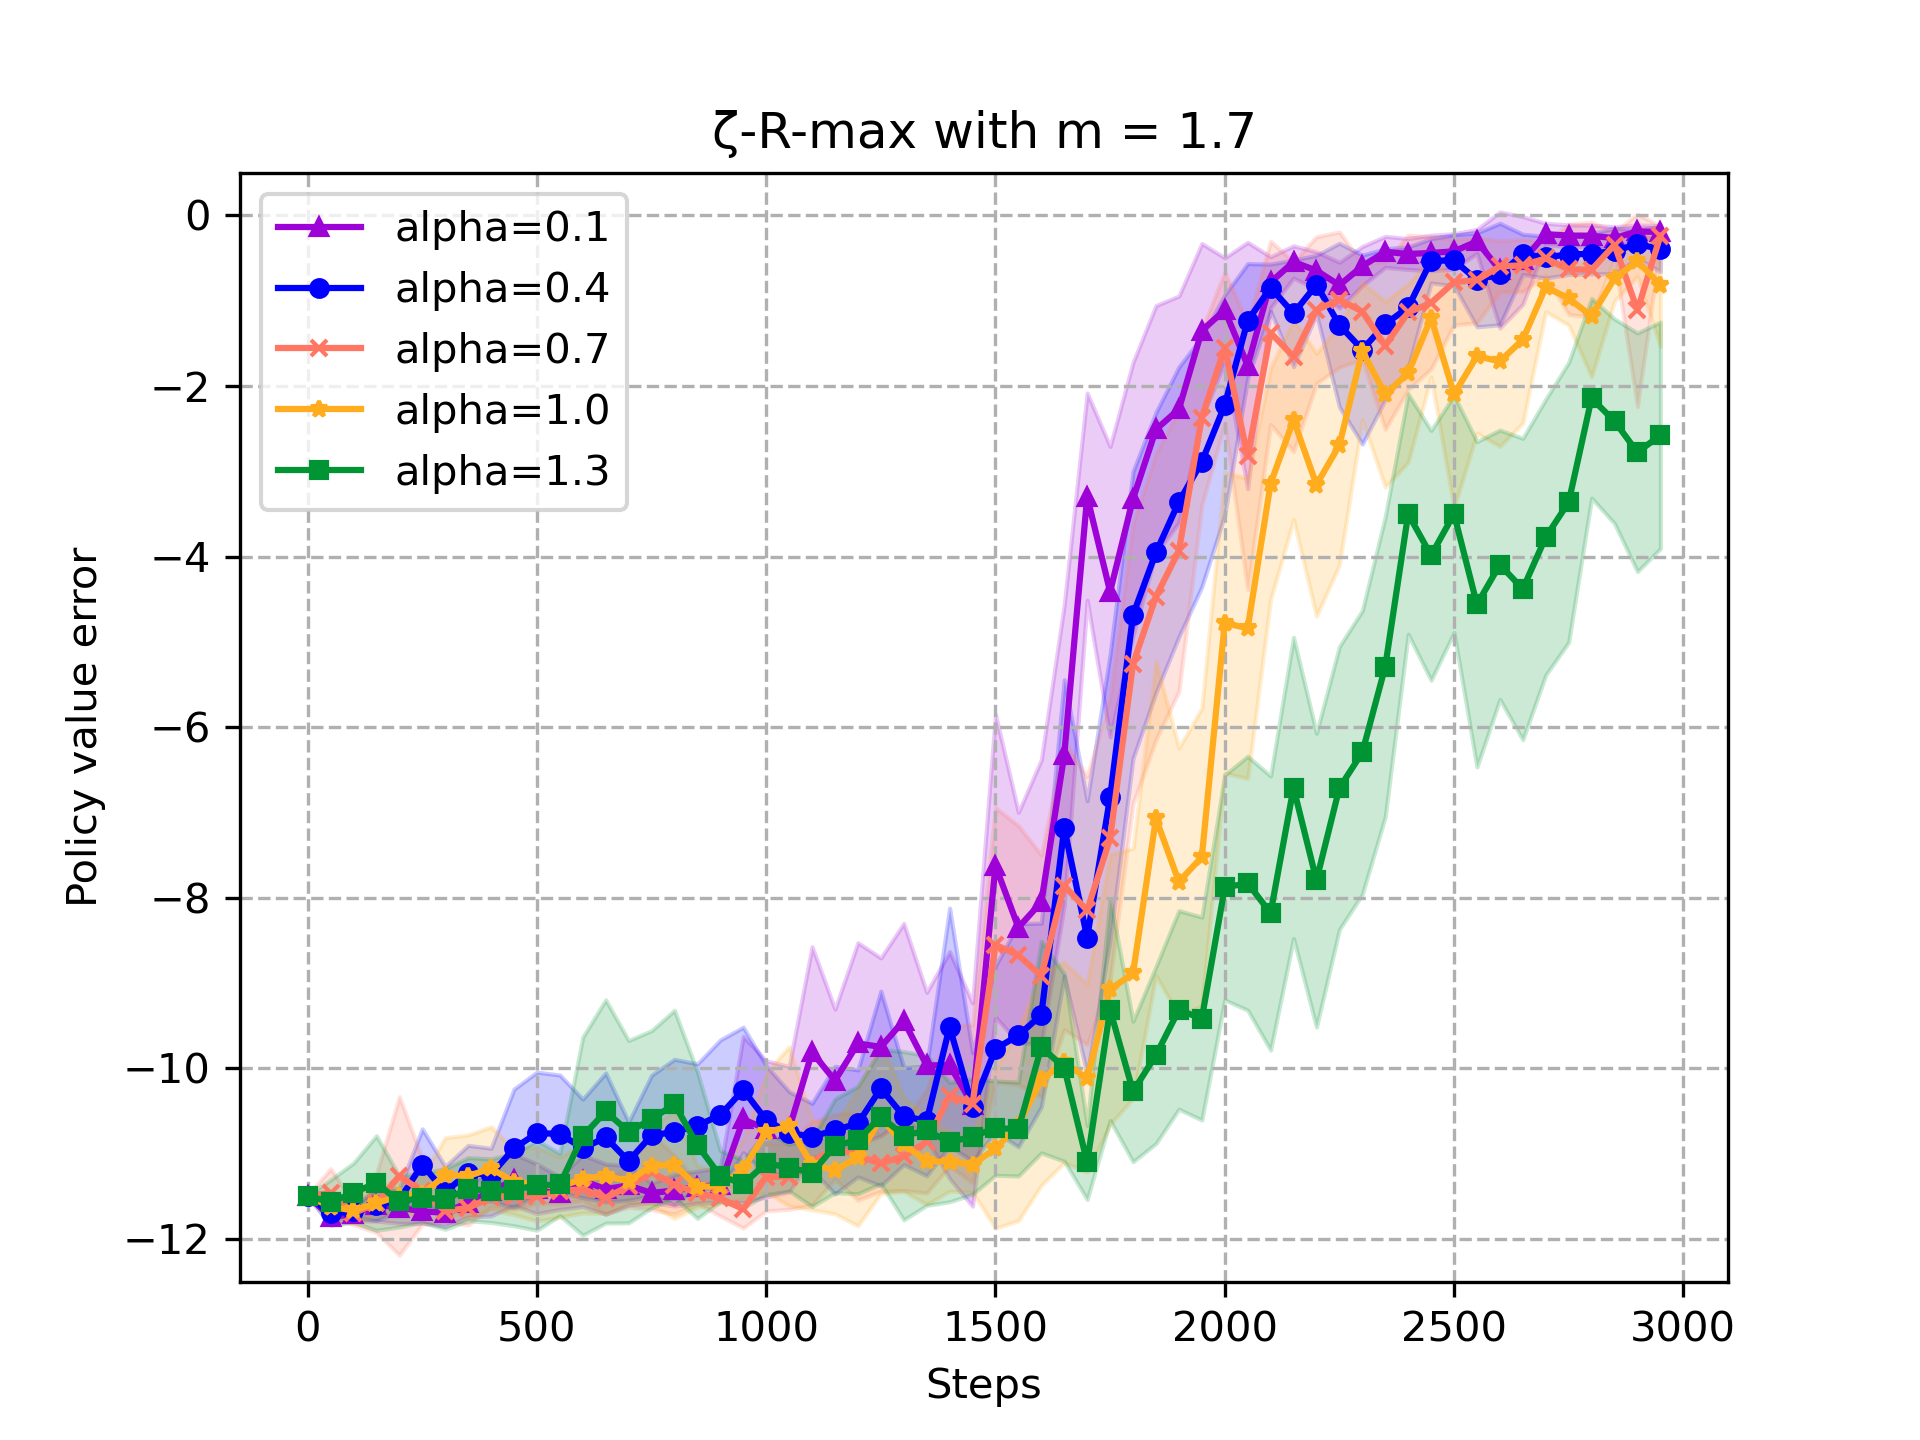 ζ-R-max with m = 1.7
alpha=0.1
alpha=0.4
alpha=0.7
alpha=1.0
alpha=1.3
Policy value error
0
−2
−4
−6
−8
−10
−12
0 500 1000 1500 2000 2500 3000
Steps